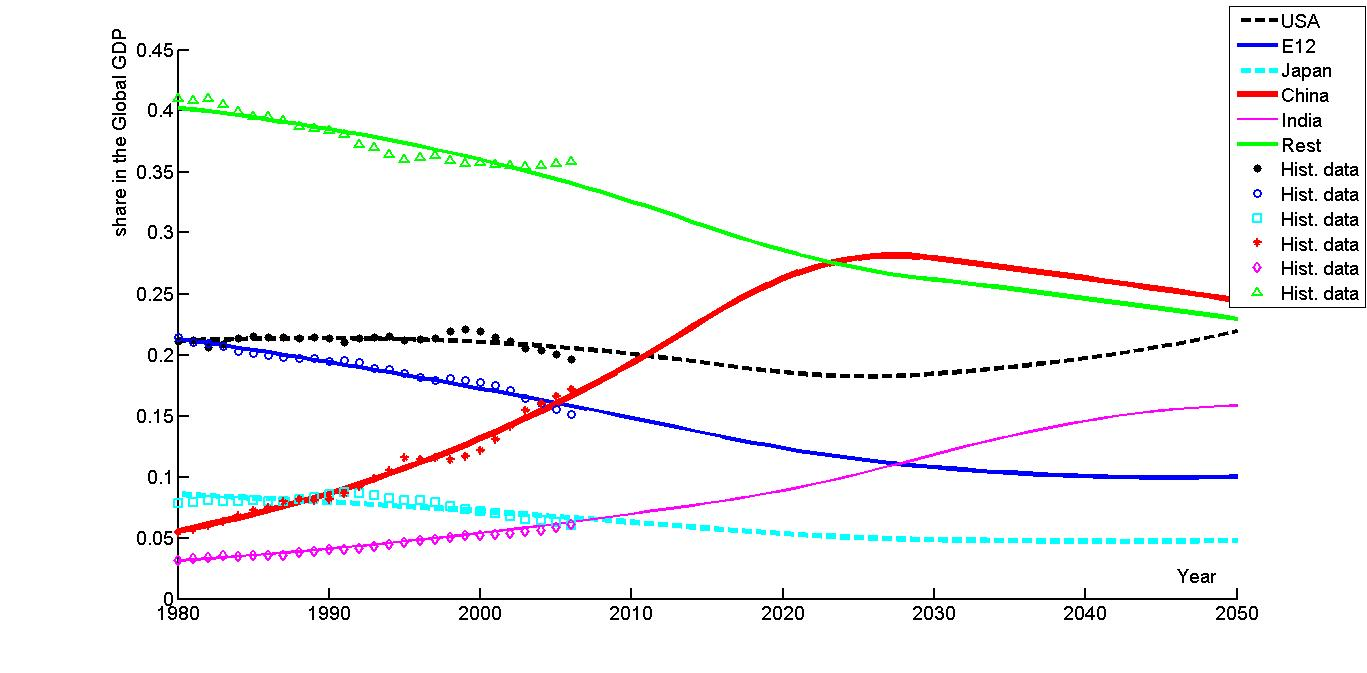 share in the Global GDP
0.45
0.4
0.35
0.3
0.25
0.2
0.15
0.1
0.05
0
1980
1990
2000
2010
2020
2030
2040
2050
Year
USA
E12
Japan
China
India
Rest
Hist. data
Hist. data
Hist. data
Hist. data
Hist. data
Hist. data